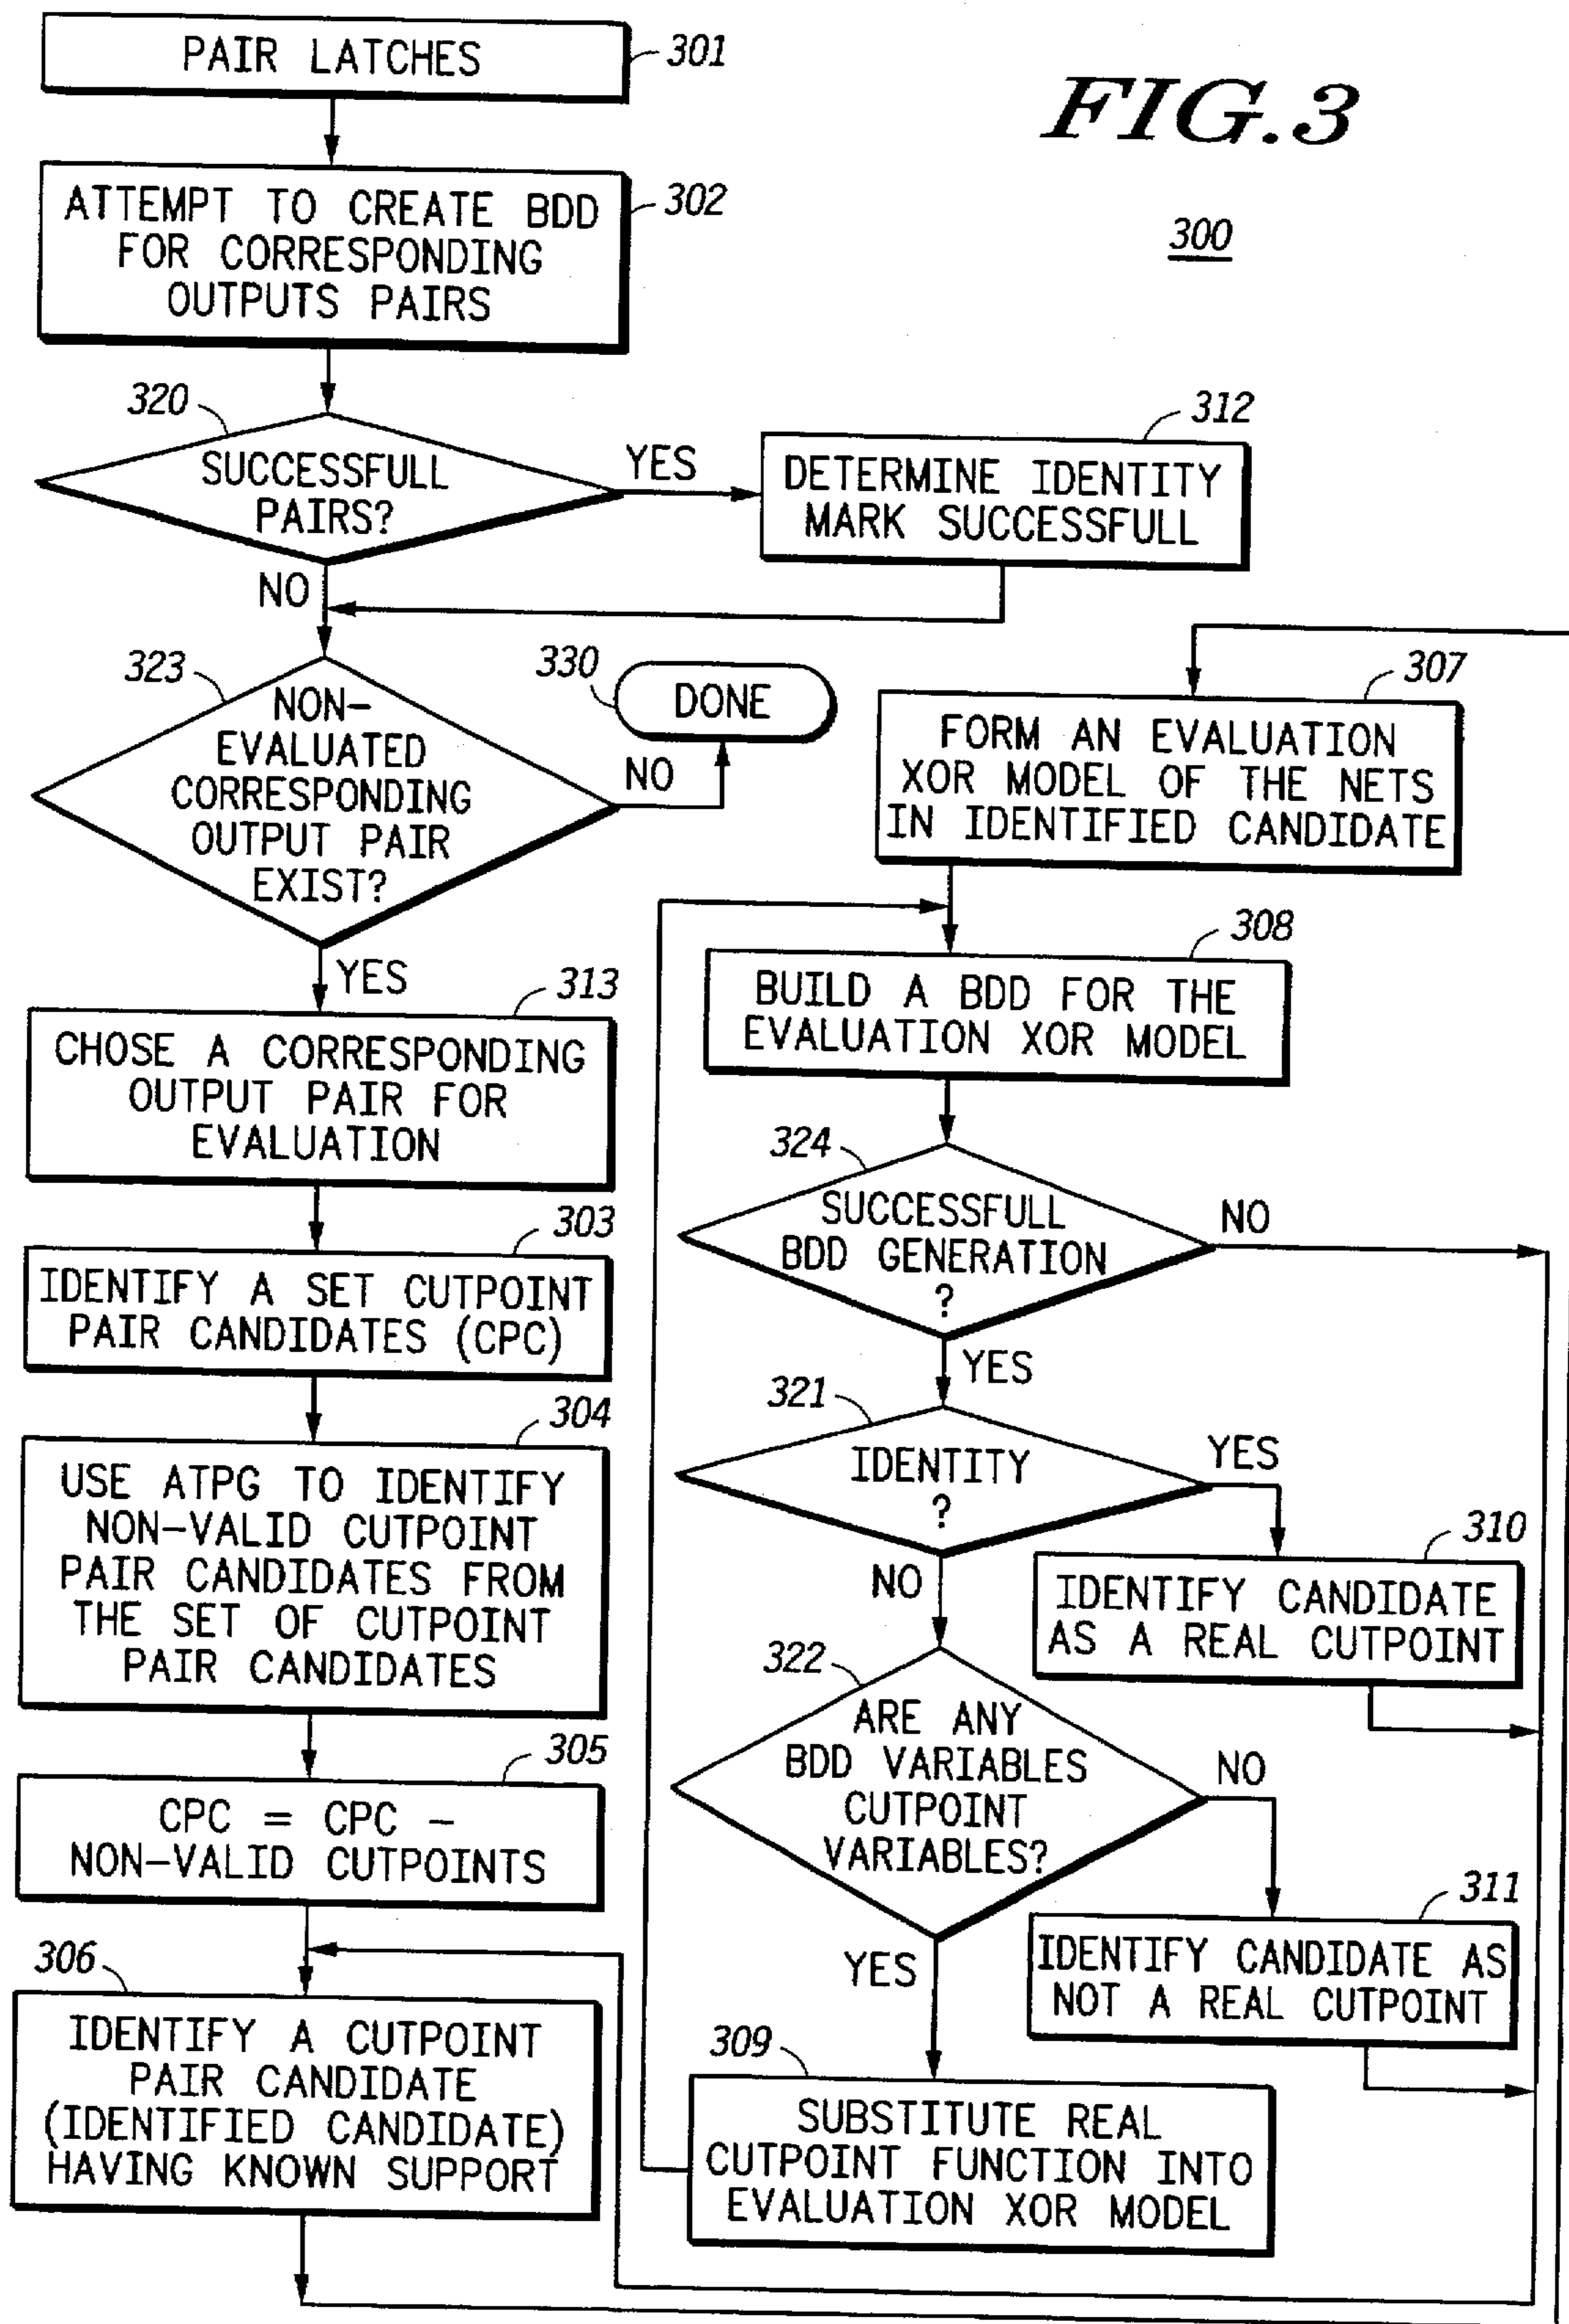 PAIR LATCHES
301
FIG.3
300
ATTEMPT TO CREATE BDD
FOR CORRESPONDING
OUTPUTS PAIRS
302
320
SUCCESSFULL
PAIRS?
YES
NO
312
DETERMINE IDENTITY
MARK SUCCESSFULL
323
NON-
EVALUATED
CORRESPONDING
OUTPUT PAIR
EXIST?
NO
YES
330
DONE
313
CHOSE A CORRESPONDING
OUTPUT PAIR FOR
EVALUATION
303
IDENTIFY A SET CUTPOINT
PAIR CANDIDATES (CPC)
304
USE ATPG TO IDENTIFY
NON-VALID CUTPOINT
PAIR CANDIDATES FROM
THE SET OF CUTPOINT
PAIR CANDIDATES
305
CPC = CPC -
NON-VALID CUTPOINTS
306
IDENTIFY A CUTPOINT
PAIR CANDIDATE
(IDENTIFIED CANDIDATE)
HAVING KNOWN SUPPORT
307
FORM AN EVALUATION
XOR MODEL OF THE NETS
IN IDENTIFIED CANDIDATE
308
BUILD A BDD FOR THE
EVALUATION XOR MODEL
324
SUCCESSFULL
BDD GENERATION
?
NO
YES
321
IDENTITY
?
YES
NO
310
IDENTIFY CANDIDATE
AS A REAL CUTPOINT
322
ARE ANY
BDD VARIABLES
CUTPOINT
VARIABLES?
NO
YES
311
IDENTIFY CANDIDATE AS
NOT A REAL CUTPOINT
309
SUBSTITUTE REAL
CUTPOINT FUNCTION INTO
EVALUATION XOR MODEL